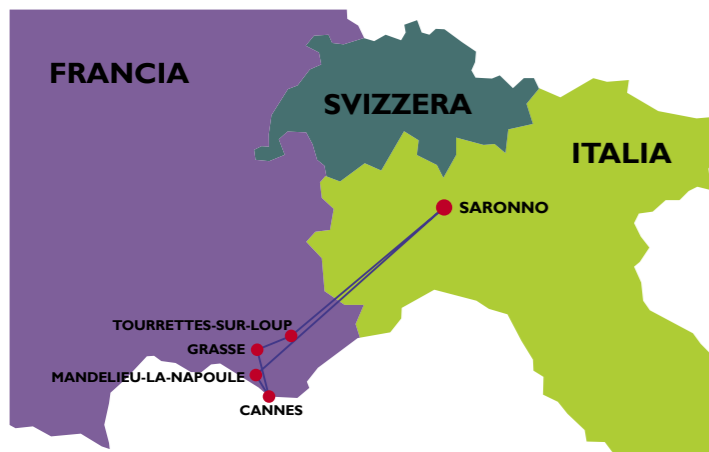 FRANCIA
SVIZZERA
ITALIA
SARONNO
TOURRETTES-SUR-LOUP
GRASSE
MANDELIEU-LA-NAPOULE
CANNES